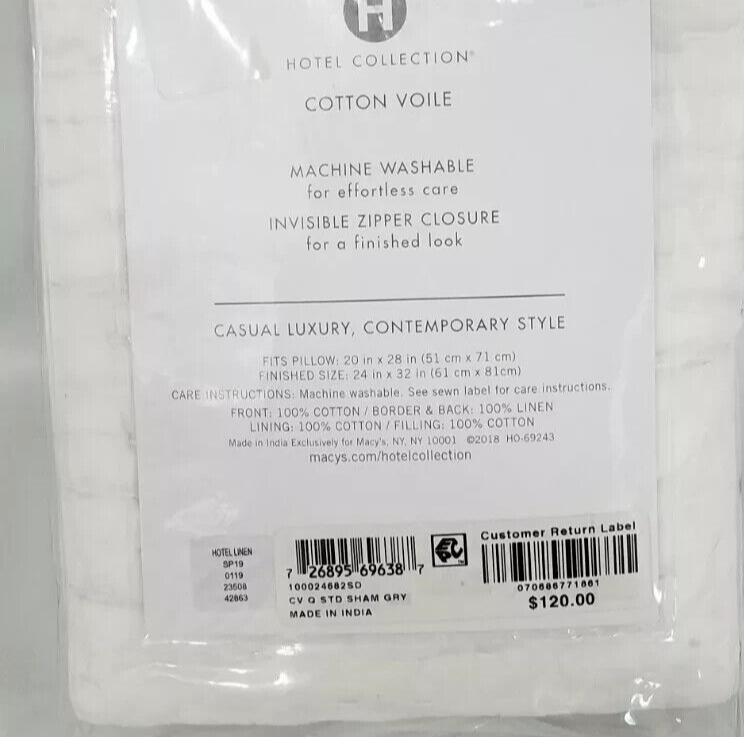 H
HOTEL COLLECTION®
COTTON VOILE
MACHINE WASHABLE
for effortless care
INVISIBLE ZIPPER CLOSURE
for a finished look
CASUAL LUXURY, CONTEMPORARY STYLE
FITS PILLOW: 20 in x 28 in (51 cm x 71 cm)
FINISHED SIZE: 24 in x 32 in (61 cm x 81cm)
CARE INSTRUCTIONS: Machine washable. See sewn label for care instructions.
FRONT: 100% COTTON / BORDER & BACK: 100% LINEN
LINING: 100% COTTON / FILLING: 100% COTTON
Made in India Exclusively for Macy's, NY, NY 10001 ©2018 HO-69243
macys.com/hotelcollection
HOTEL LINEN
SP19
0119
23508
42863
7 26895 69638 7
100024682SD
CV Q STD SHAM GRY
MADE IN INDIA
Customer Return Label
070686771661
$120.00